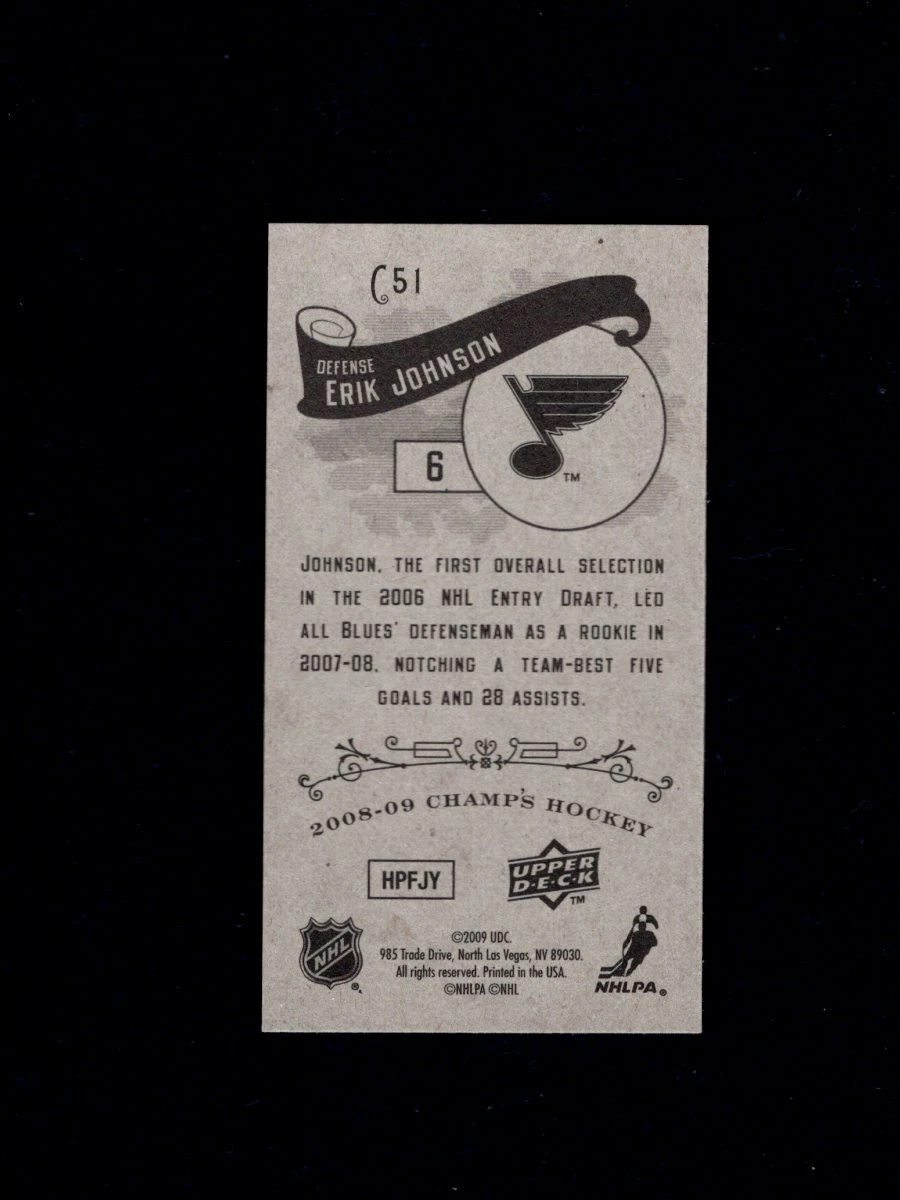 C51
DEFENSE
ERIK JOHNSON
6
TM
JOHNSON, THE FIRST OVERALL SELECTION
IN THE 2006 NHL ENTRY DRAFT, LED
ALL BLUES' DEFENSEMAN AS A ROOKIE IN
2007-08, NOTCHING A TEAM-BEST FIVE
GOALS AND 28 ASSISTS.
2008-09 CHAMP'S HOCKEY
HPFJY
UPPER
D·E·C·K
TM
NHL
®
©2009 UDC.
985 Trade Drive, North Las Vegas, NV 89030.
All rights reserved. Printed in the USA.
©NHLPA ©NHL
NHLPA®